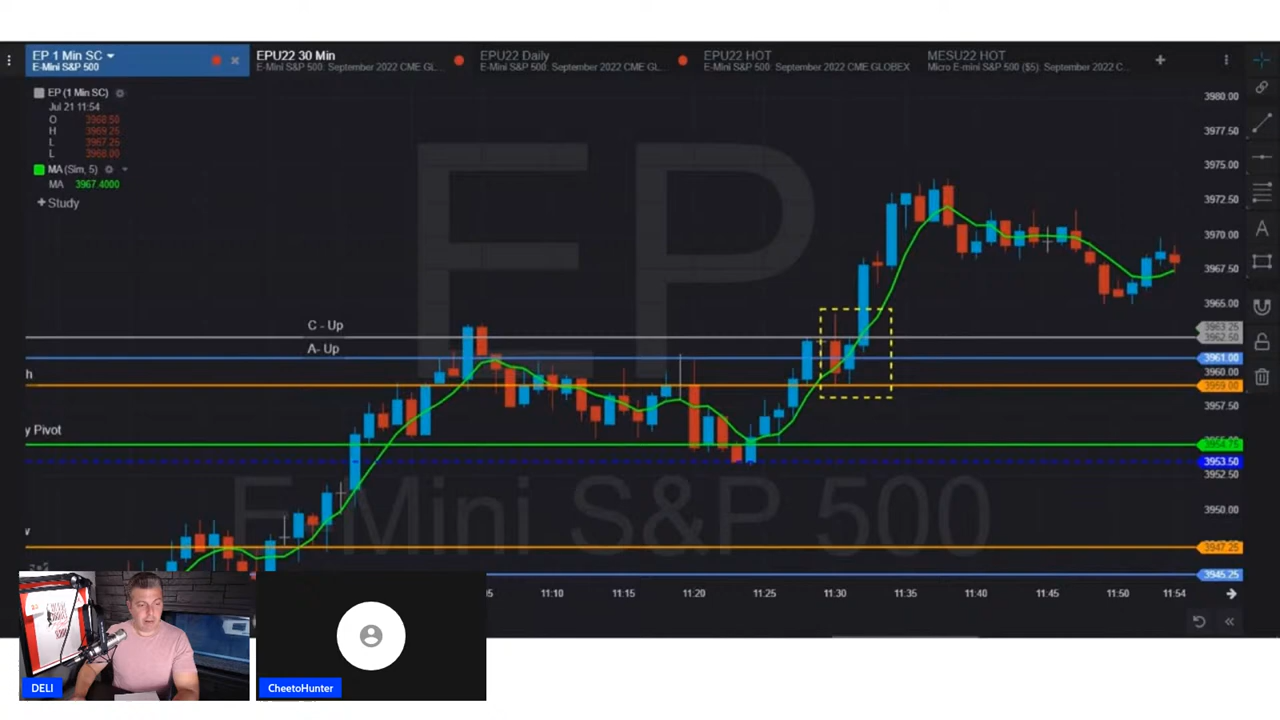 EP 1 Min SC
E-Mini S&P 500
EPU22 30 Min
E-Mini S&P 500: September 2022 CME GL...
EPU22 Daily
E-Mini S&P 500: September 2022 CME GL...
EPU22 HOT
E-Mini S&P 500: September 2022 CME GLOBEX
MESU22 HOT
Micro E-mini S&P 500 ($5): September 2022 C...
EP (1 Min SC)
Jul 21 11:54
O 3968.50
H 3969.25
L 3967.25
L 3968.00
MA (Sim, 5)
MA 3967.4000
+ Study
EP
E-Mini S&P 500
C - Up
A- Up
h
y Pivot
3980.00
3977.50
3975.00
3972.50
3970.00
3967.50
3965.00
3963.25
3962.50
3961.00
3960.00
3959.00
3957.50
3954.75
3953.50
3952.50
3950.00
3947.25
3945.25
05
11:10
11:15
11:20
11:25
11:30
11:35
11:40
11:45
11:50
11:54
A
DELI
CheetoHunter